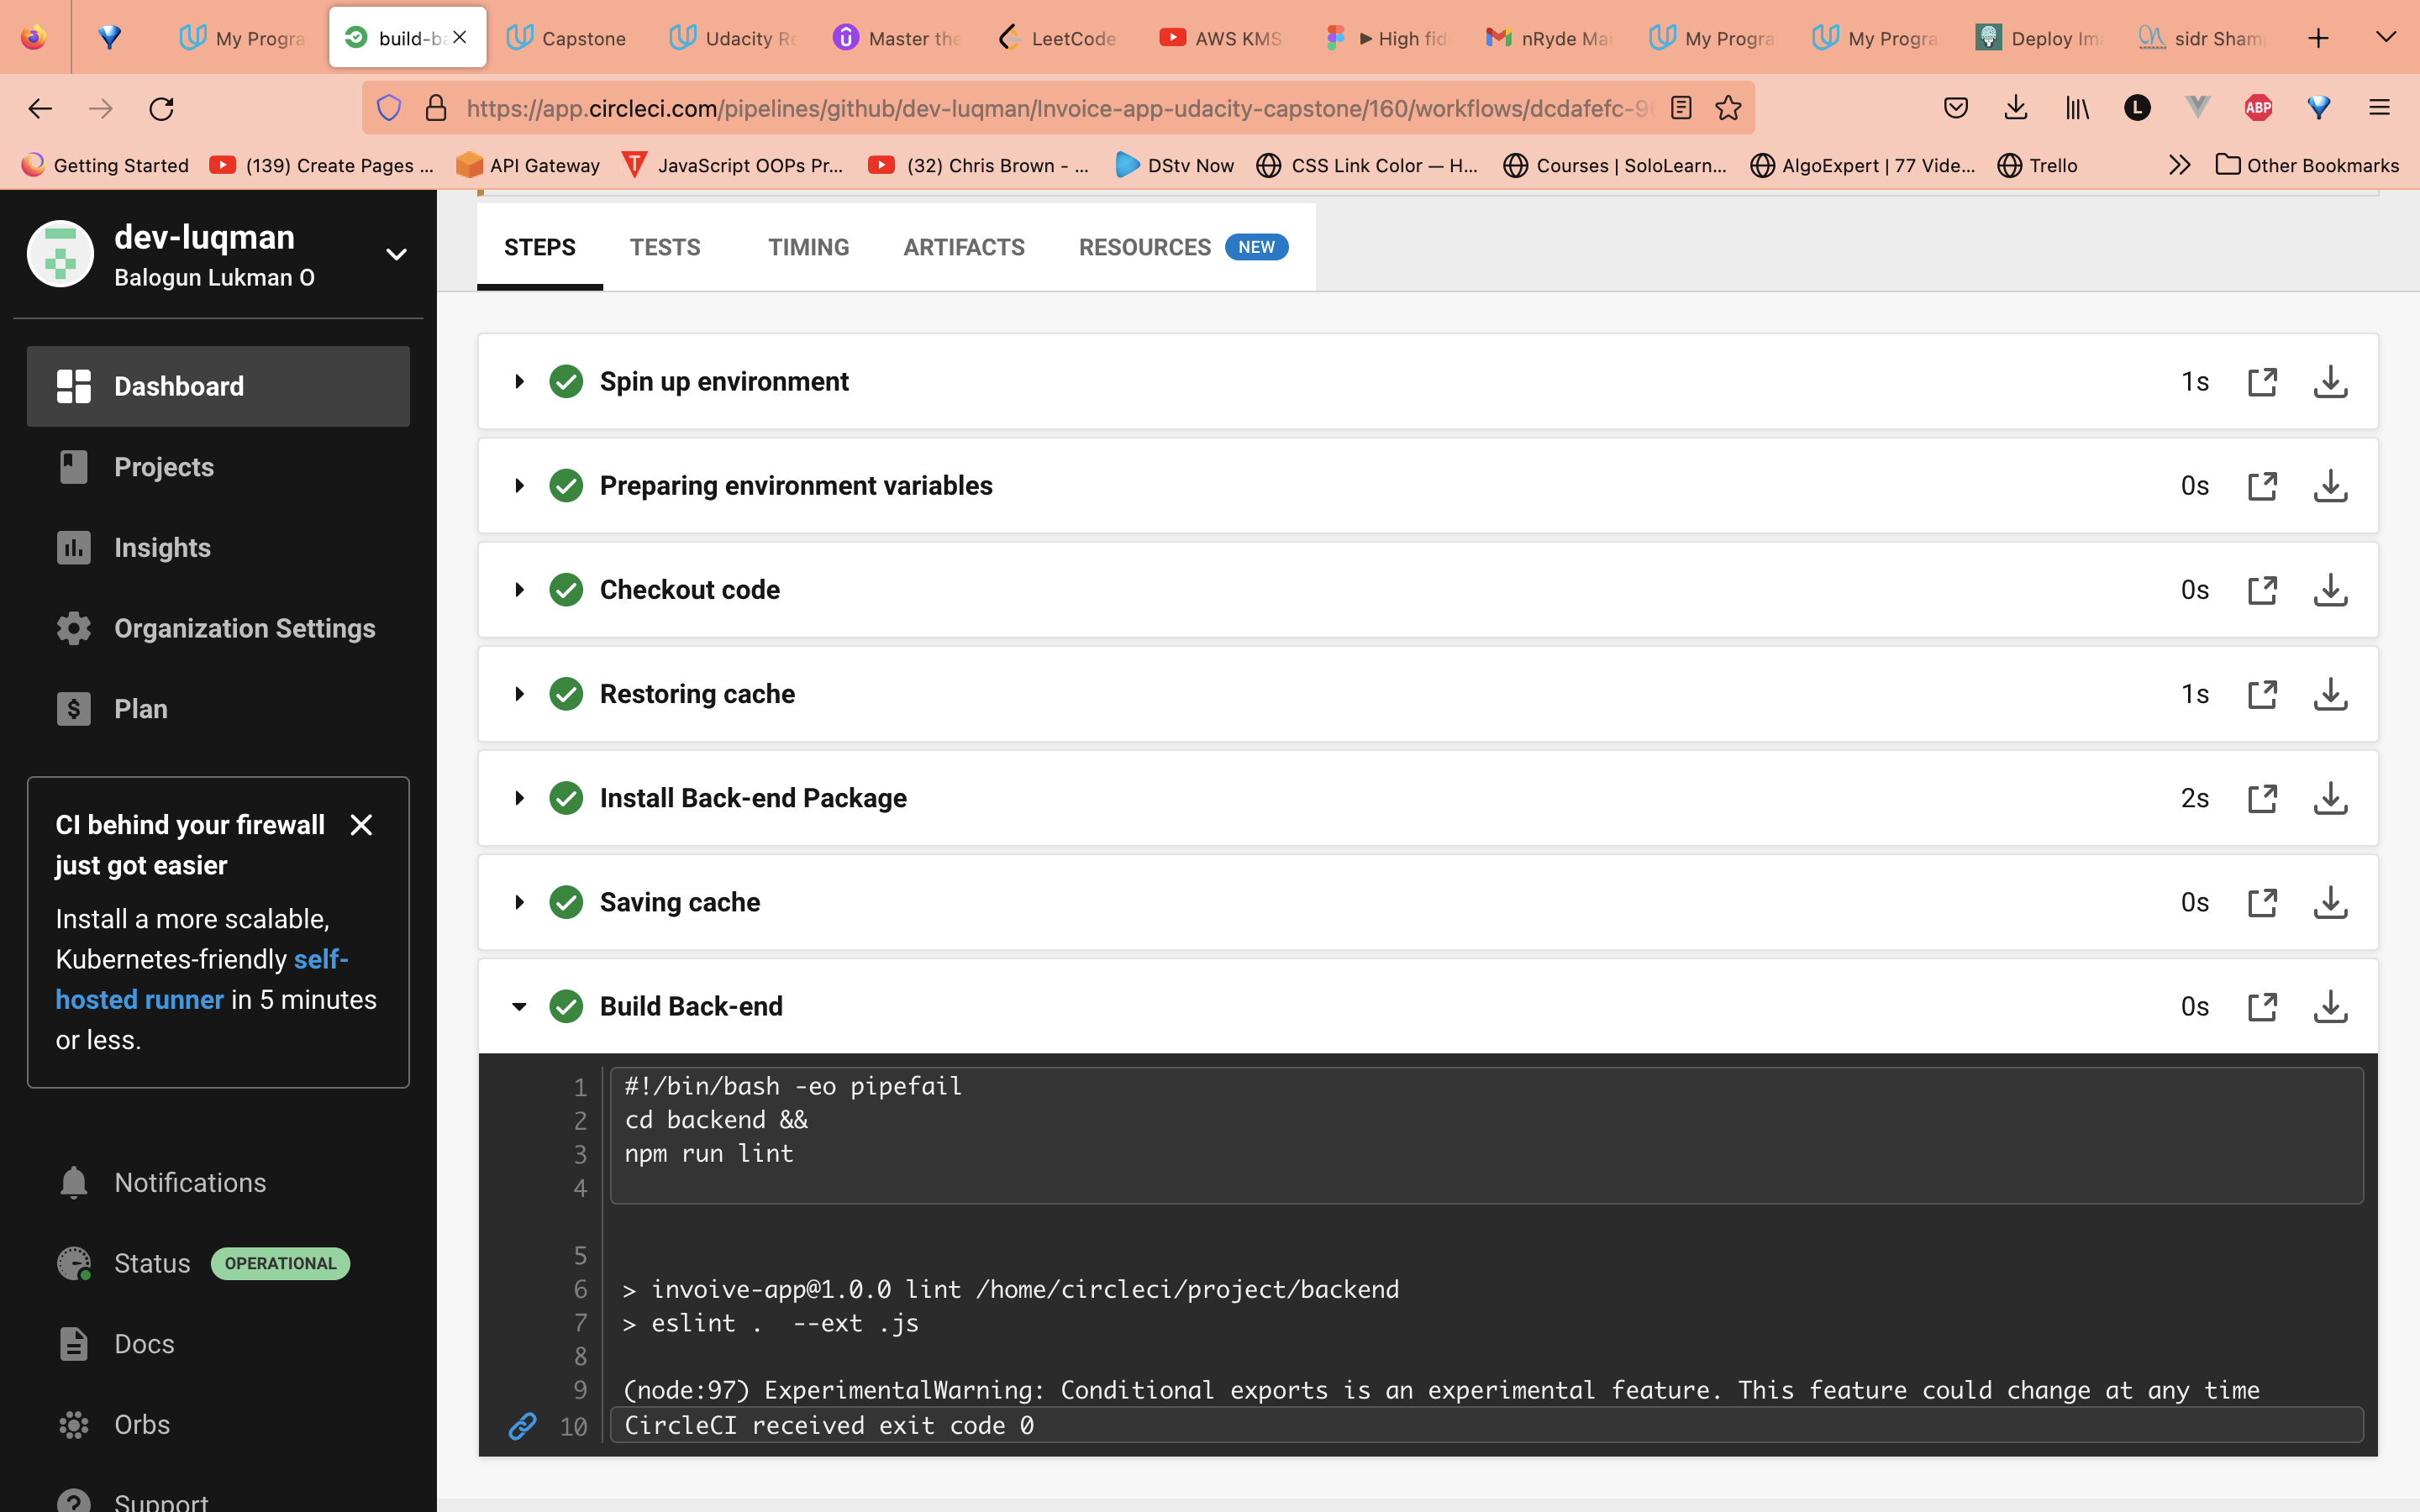 My Progra
build-ba
Capstone
Udacity Re
Master the
LeetCode
AWS KMS
High fid
nRyde Mai
My Progra
My Progra
Deploy Ima
sidr Sham
https://app.circleci.com/pipelines/github/dev-luqman/Invoice-app-udacity-capstone/160/workflows/dcdafefc-9
L
ABP
Getting Started
(139) Create Pages ...
API Gateway
JavaScript OOPs Pr...
(32) Chris Brown - ...
DStv Now
CSS Link Color — H...
Courses | SoloLearn...
AlgoExpert | 77 Vide...
Trello
Other Bookmarks
dev-luqman
Balogun Lukman O
Dashboard
Projects
Insights
Organization Settings
Plan
CI behind your firewall
just got easier
Install a more scalable,
Kubernetes-friendly self-
hosted runner in 5 minutes
or less.
Notifications
Status OPERATIONAL
Docs
Orbs
Support
STEPS TESTS TIMING ARTIFACTS RESOURCES NEW
Spin up environment 1s
Preparing environment variables 0s
Checkout code 0s
Restoring cache 1s
Install Back-end Package 2s
Saving cache 0s
Build Back-end 0s
1 #!/bin/bash -eo pipefail
2 cd backend &&
3 npm run lint
4
5
6 > invoive-app@1.0.0 lint /home/circleci/project/backend
7 > eslint .  --ext .js
8
9 (node:97) ExperimentalWarning: Conditional exports is an experimental feature. This feature could change at any time
10 CircleCI received exit code 0